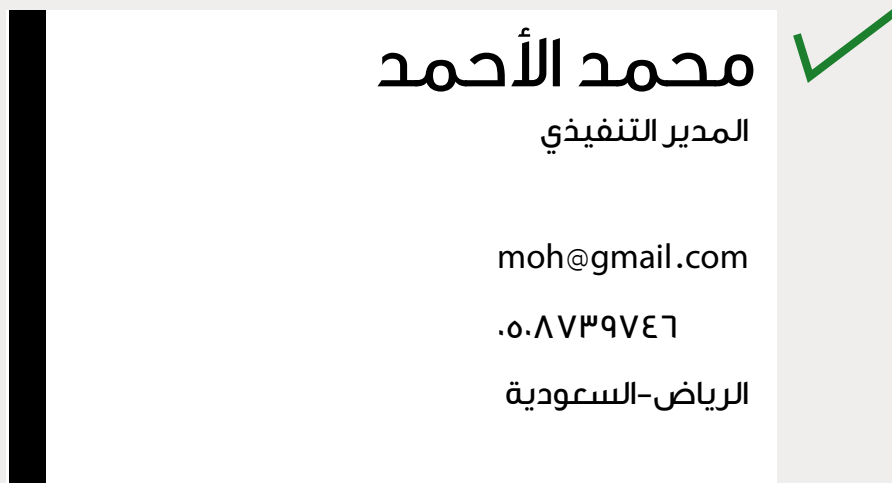 محمد الأحمد
المدير التنفيذي
moh@gmail.com
٠٥٠٨٧٣٩٧٤٦
الرياض-السعودية